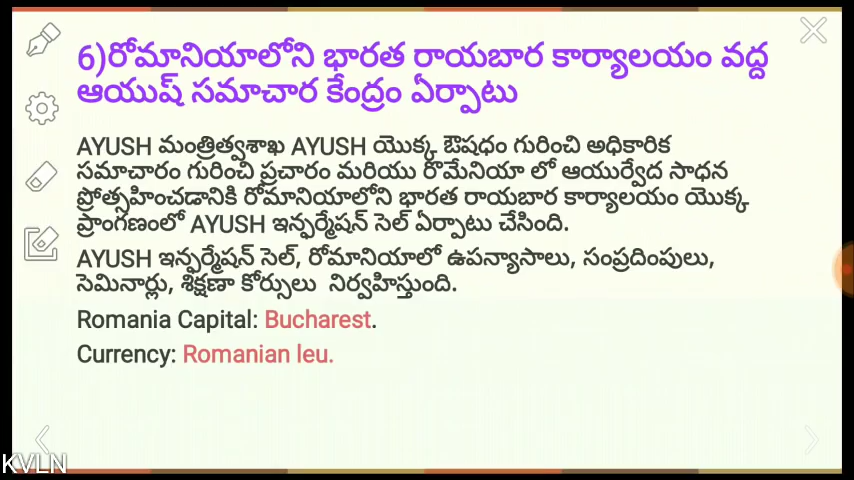 6)రోమానియాలోని భారత రాయబార కార్యాలయం వద్ద
ఆయుష్ సమాచార కేంద్రం ఏర్పాటు
AYUSH మంత్రిత్వశాఖ AYUSH యొక్క ఔషధం గురించి అధికారిక
సమాచారం గురించి ప్రచారం మరియు రొమేనియా లో ఆయుర్వేద సాధన
ప్రోత్సహించడానికి రోమానియాలోని భారత రాయబార కార్యాలయం యొక్క
ప్రాంగణంలో AYUSH ఇన్ఫర్మేషన్ సెల్ ఏర్పాటు చేసింది.
AYUSH ఇన్ఫర్మేషన్ సెల్, రోమానియాలో ఉపన్యాసాలు, సంప్రదింపులు,
సెమినార్లు, శిక్షణా కోర్సులు నిర్వహిస్తుంది.
Romania Capital: Bucharest.
Currency: Romanian leu.
KVLN